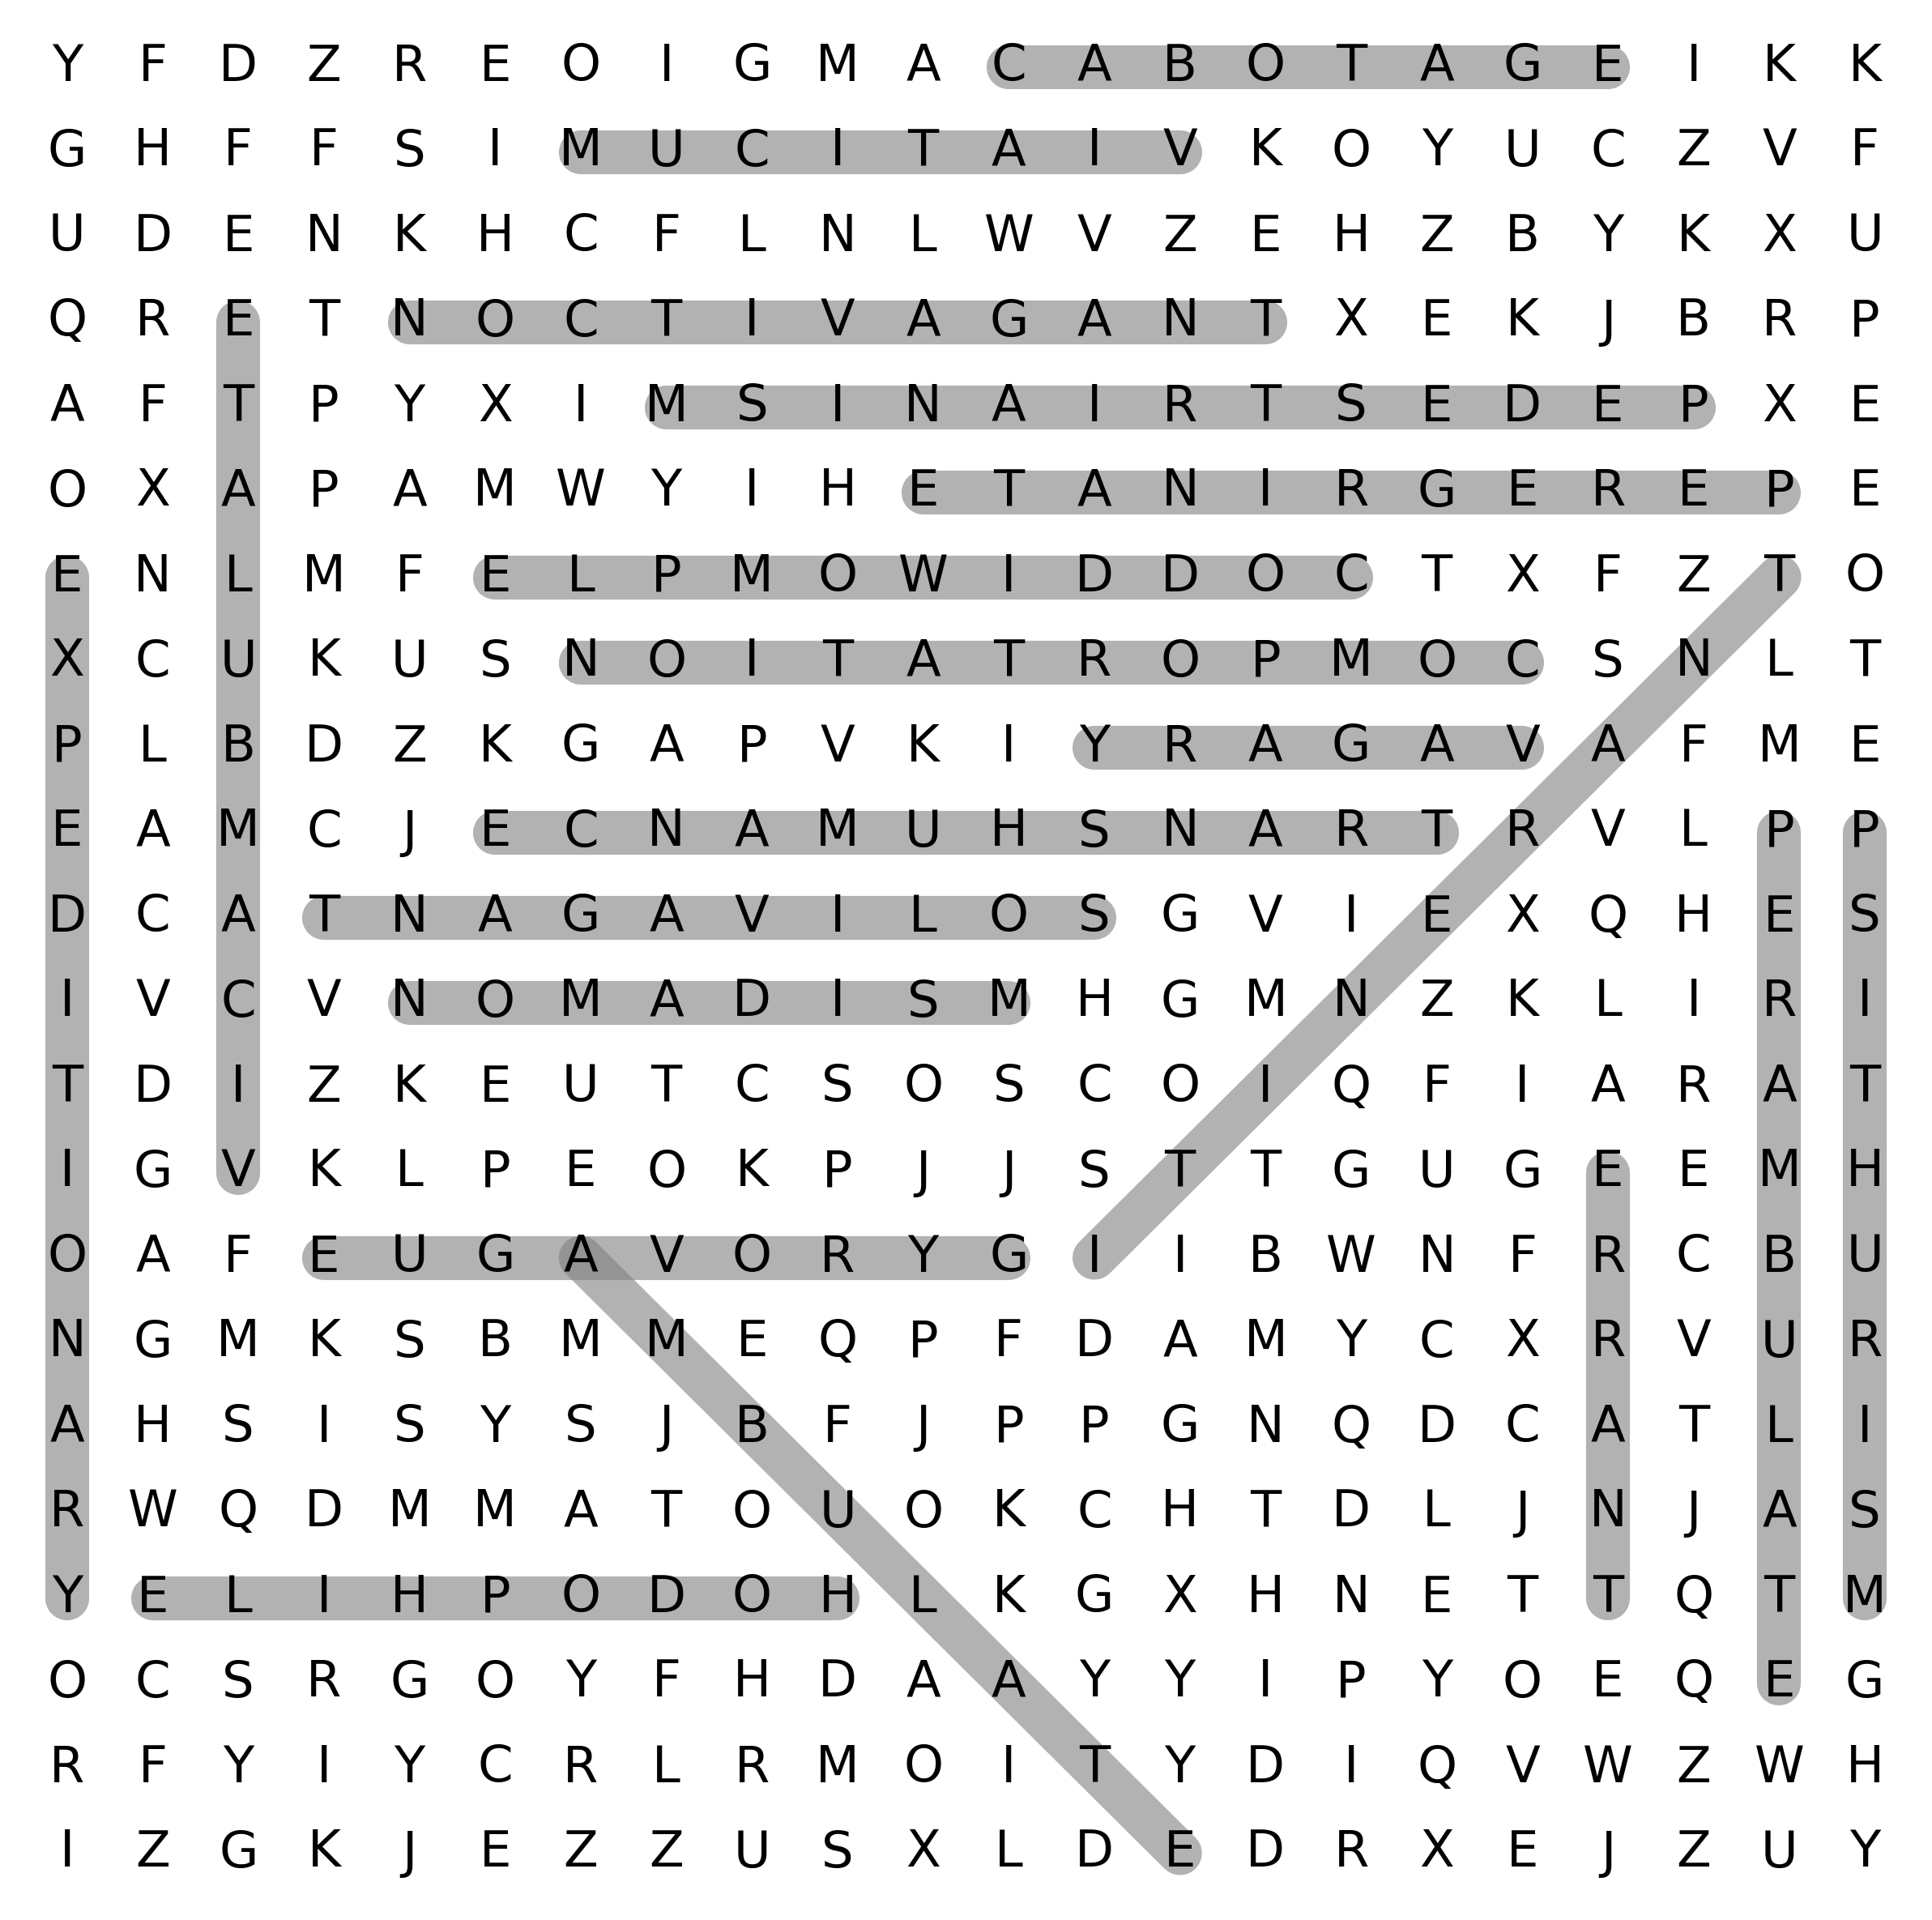 Y F D Z R E O I G M A C A B O T A G E I K K
G H F F S I M U C I T A I V K O Y U C Z V F
U D E N K H C F L N L W V Z E H Z B Y K X U
Q R E T N O C T I V A G A N T X E K J B R P
A F T P Y X I M S I N A I R T S E D E P X E
O X A P A M W Y I H E T A N I R G E R E P E
E N L M F E L P M O W I D D O C T X F Z T O
X C U K U S N O I T A T R O P M O C S N L T
P L B D Z K G A P V K I Y R A G A V A F M E
E A M C J E C N A M U H S N A R T R V L P P
D C A T N A G A V I L O S G V I E X Q H E S
I V C V N O M A D I S M H G M N Z K L I R I
T D I Z K E U T C S O S C O I Q F I A R A T
I G V K L P E O K P J J S T T G U G E E M H
O A F E U G A V O R Y G I I B W N F R C B U
N G M K S B M M E Q P F D A M Y C X R V U R
A H S I S Y S J B F J P P G N Q D C A T L I
R W Q D M M A T O U O K C H T D L J N J A S
Y E L I H P O D O H L K G X H N E T T Q T M
O C S R G O Y F H D A A Y Y I P Y O E Q E G
R F Y I Y C R L R M O I T Y D I Q V W Z W H
I Z G K J E Z Z U S X L D E D R X E J Z U Y